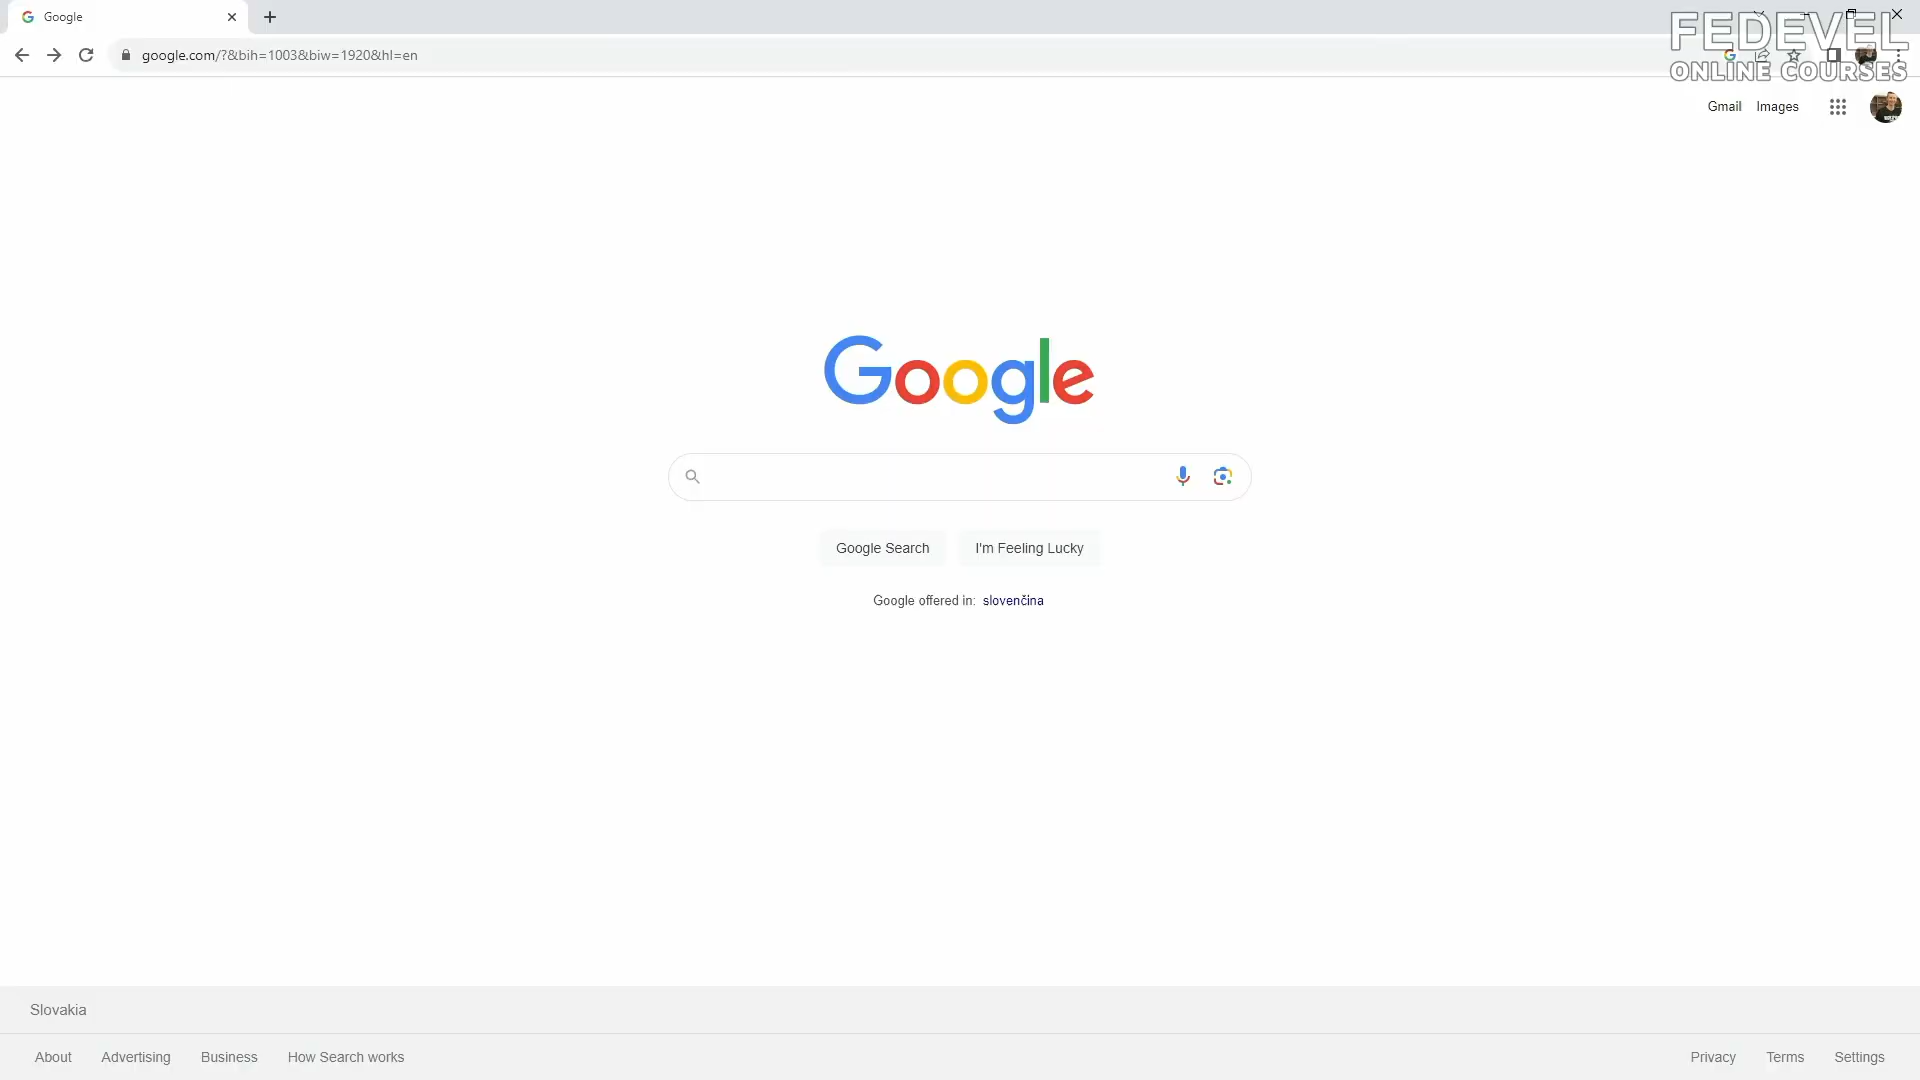 Google
google.com/?&bih=1003&biw=1920&hl=en
FEDEVEL
ONLINE COURSES
Gmail Images
Google
Google Search I'm Feeling Lucky
Google offered in: slovenčina
Slovakia
About Advertising Business How Search works Privacy Terms Settings